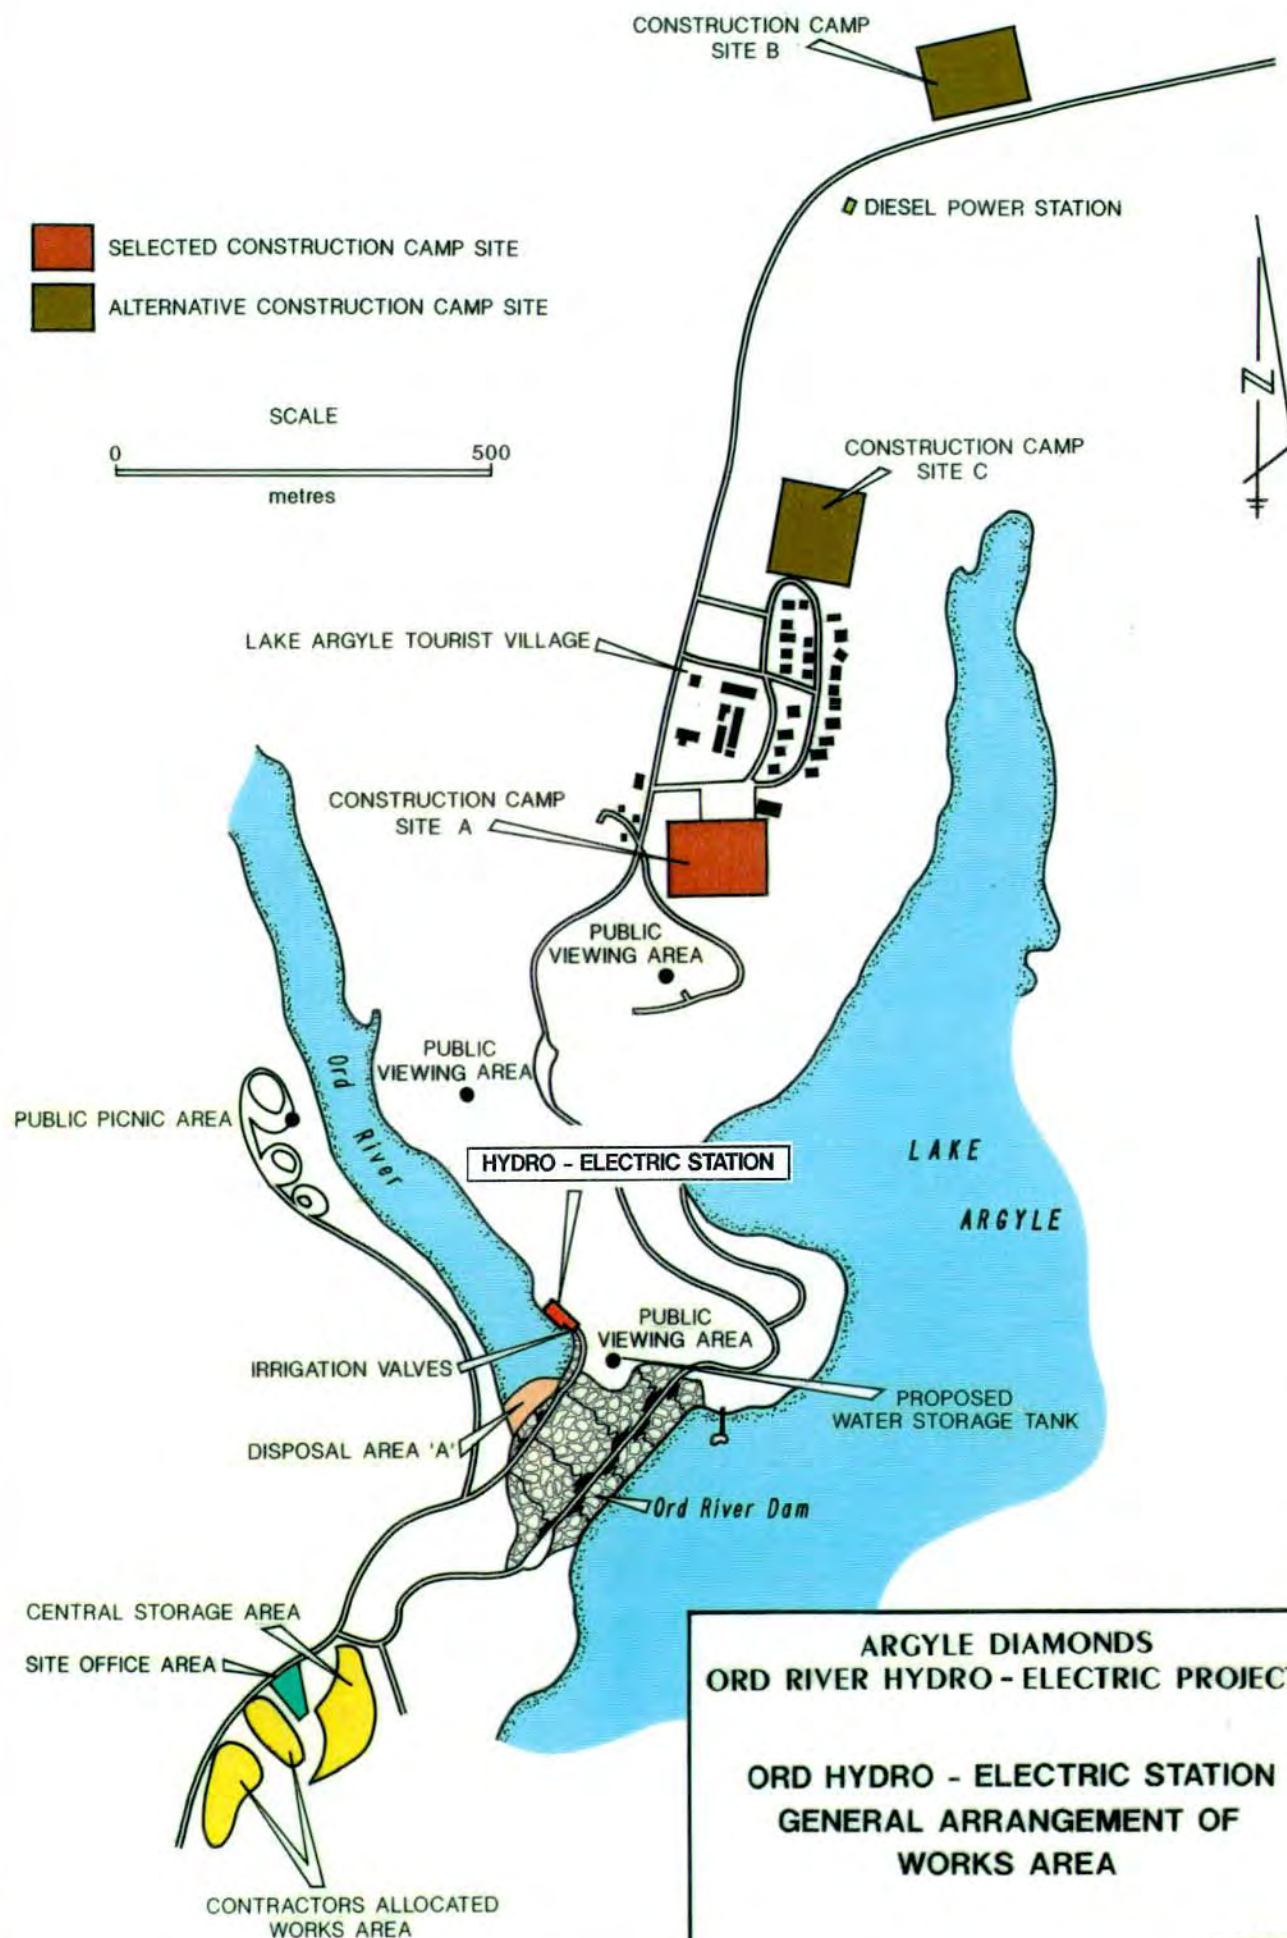 CONSTRUCTION CAMP
SITE B
DIESEL POWER STATION
SELECTED CONSTRUCTION CAMP SITE
ALTERNATIVE CONSTRUCTION CAMP SITE
SCALE
0 500
metres
N
CONSTRUCTION CAMP
SITE C
LAKE ARGYLE TOURIST VILLAGE
CONSTRUCTION CAMP
SITE A
PUBLIC
VIEWING AREA
PUBLIC
VIEWING AREA
Ord
River
PUBLIC PICNIC AREA
HYDRO - ELECTRIC STATION
LAKE
ARGYLE
PUBLIC
VIEWING AREA
IRRIGATION VALVES
PROPOSED
WATER STORAGE TANK
DISPOSAL AREA 'A'
Ord River Dam
CENTRAL STORAGE AREA
SITE OFFICE AREA
CONTRACTORS ALLOCATED
WORKS AREA
ARGYLE DIAMONDS
ORD RIVER HYDRO - ELECTRIC PROJECT
ORD HYDRO - ELECTRIC STATION
GENERAL ARRANGEMENT OF
WORKS AREA